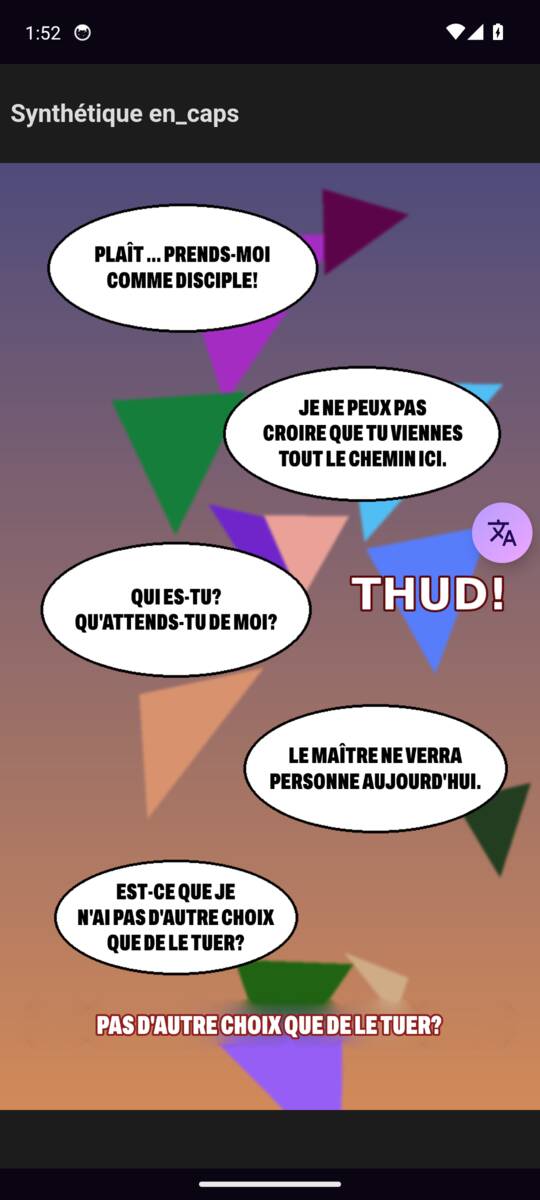 1:52
Synthétique en_caps
PLAÎT ... PRENDS-MOI
COMME DISCIPLE!
JE NE PEUX PAS
CROIRE QUE TU VIENNES
TOUT LE CHEMIN ICI.
THUD!
QUI ES-TU?
QU'ATTENDS-TU DE MOI?
LE MAÎTRE NE VERRA
PERSONNE AUJOURD'HUI.
EST-CE QUE JE
N'AI PAS D'AUTRE CHOIX
QUE DE LE TUER?
PAS D'AUTRE CHOIX QUE DE LE TUER?